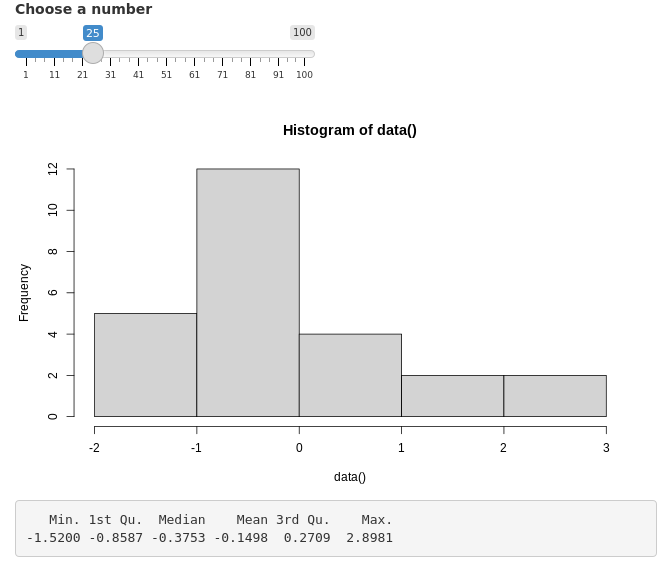 Choose a number
1 25 100
1 11 21 31 41 51 61 71 81 91 100
Histogram of data()
Frequency
12
10
8
6
4
2
0
-2 -1 0 1 2 3
data()
Min. 1st Qu. Median Mean 3rd Qu. Max.
-1.5200 -0.8587 -0.3753 -0.1498 0.2709 2.8981